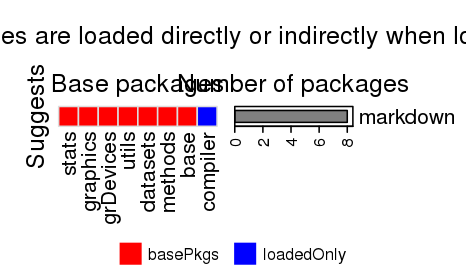 es are loaded directly or indirectly when lo
Base packages
Number of packages
Suggests
markdown
0
2
4
6
8
stats
graphics
grDevices
utils
datasets
methods
base
compiler
basePkgs
loadedOnly